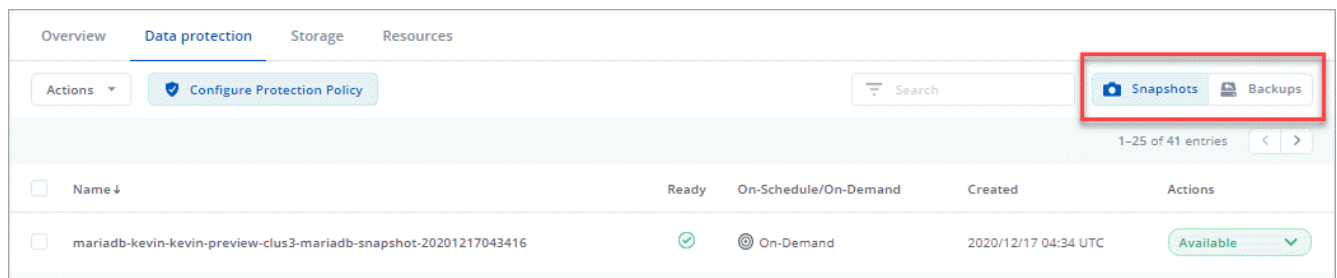 Overview Data protection Storage Resources
Actions Configure Protection Policy Search Snapshots Backups
1–25 of 41 entries
Name↓ Ready On-Schedule/On-Demand Created Actions
mariadb-kevin-kevin-preview-clus3-mariadb-snapshot-20201217043416 On-Demand 2020/12/17 04:34 UTC Available